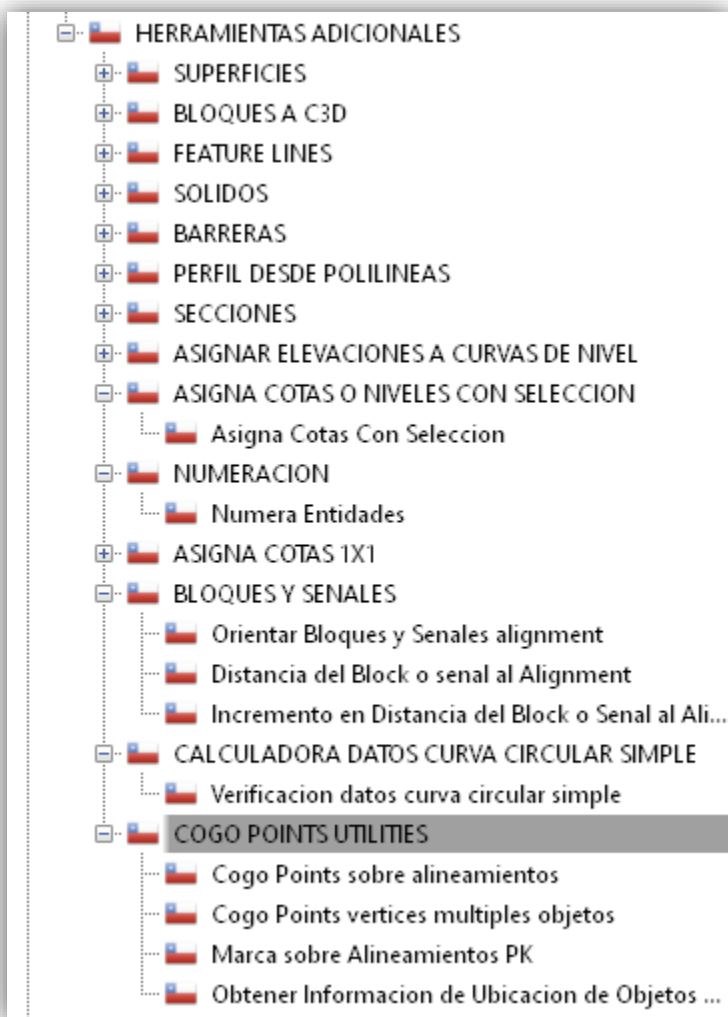 HERRAMIENTAS ADICIONALES
SUPERFICIES
BLOQUES A C3D
FEATURE LINES
SOLIDOS
BARRERAS
PERFIL DESDE POLILINEAS
SECCIONES
ASIGNAR ELEVACIONES A CURVAS DE NIVEL
ASIGNA COTAS O NIVELES CON SELECCION
Asigna Cotas Con Seleccion
NUMERACION
Numera Entidades
ASIGNA COTAS 1X1
BLOQUES Y SENALES
Orientar Bloques y Senales alignment
Distancia del Block o senal al Alignment
Incremento en Distancia del Block o Senal al Ali...
CALCULADORA DATOS CURVA CIRCULAR SIMPLE
Verificacion datos curva circular simple
COGO POINTS UTILITIES
Cogo Points sobre alineamientos
Cogo Points vertices multiples objetos
Marca sobre Alineamientos PK
Obtener Informacion de Ubicacion de Objetos ...